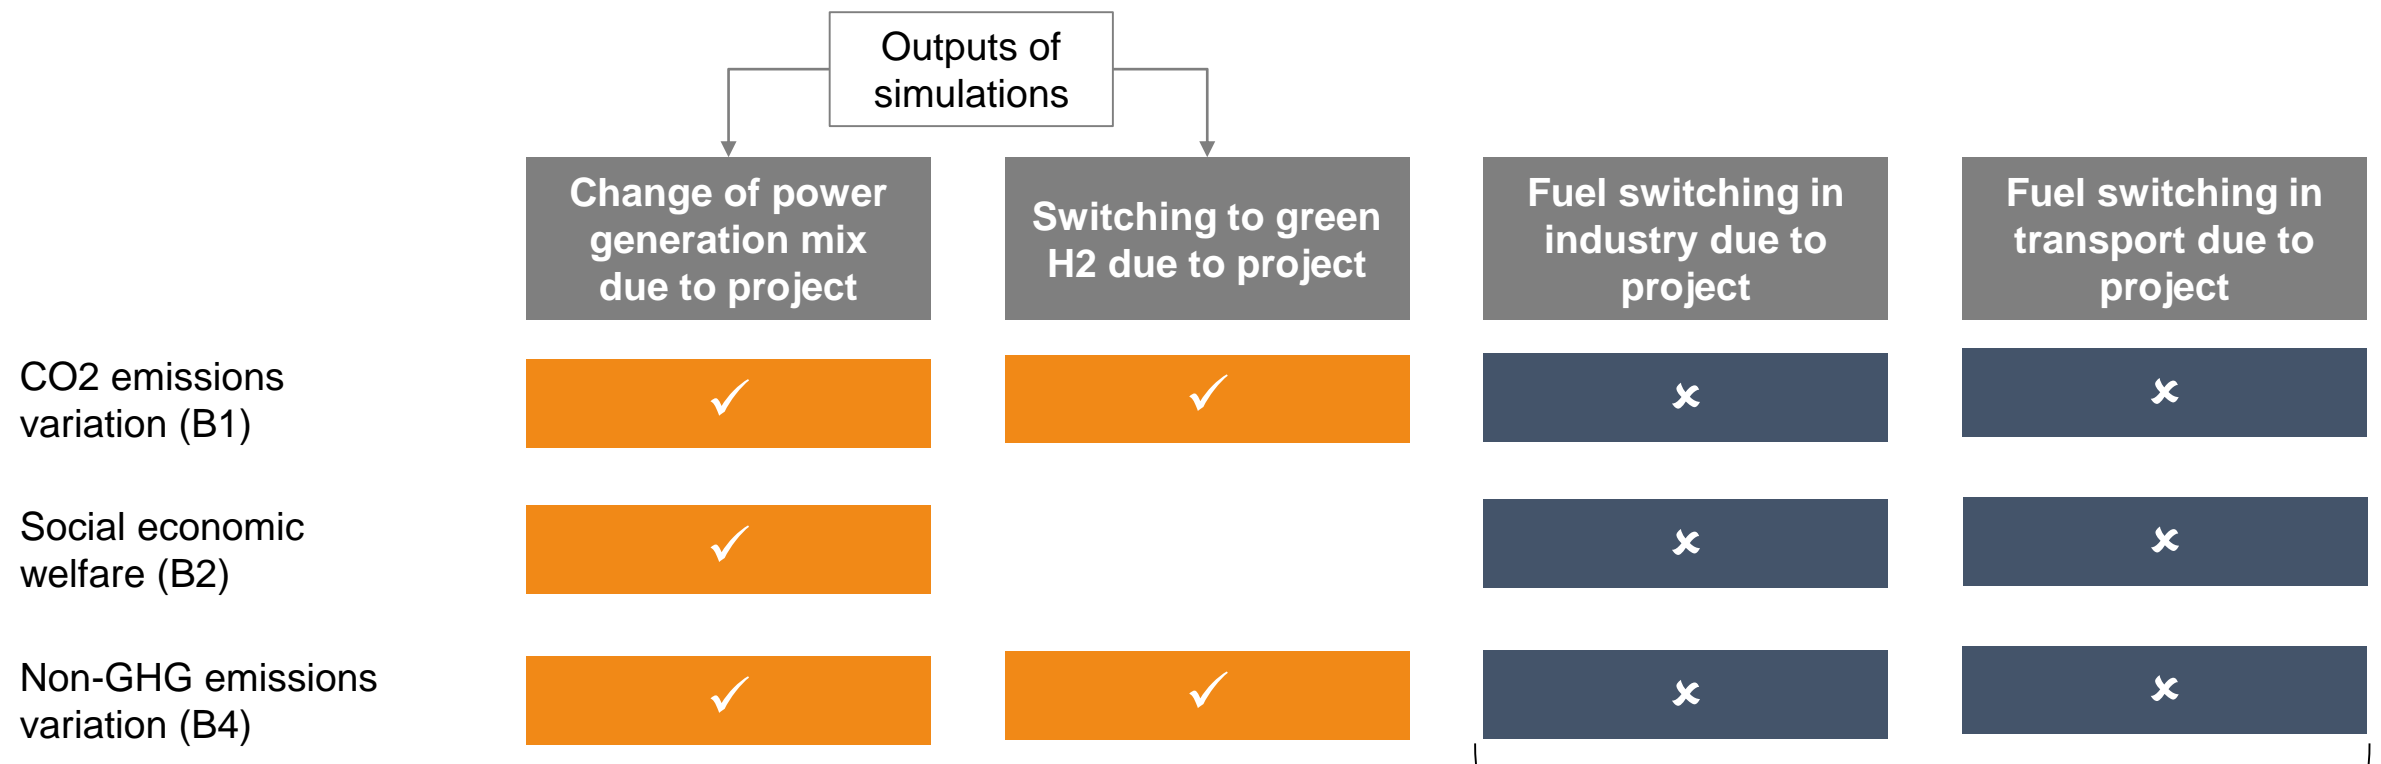 Outputs of
simulations
Change of power
generation mix
due to project
Switching to green
H2 due to project
Fuel switching in
industry due to
project
Fuel switching in
transport due to
project
CO2 emissions
variation (B1)
✓
✓
✗
✗
Social economic
welfare (B2)
✓
✗
✗
Non-GHG emissions
variation (B4)
✓
✓
✗
✗